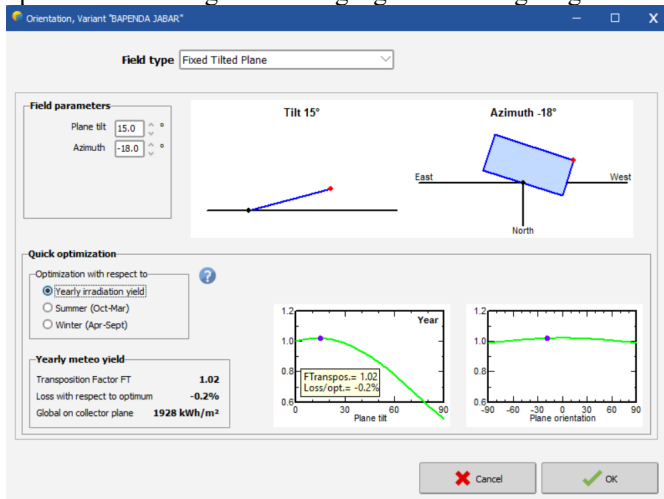 Orientation, Variant "BAPENDA JABAR"
Field type Fixed Tilted Plane
Field parameters
Plane tilt 15.0 °
Azimuth -18.0 °
Tilt 15°
Azimuth -18°
East
West
North
Quick optimization
Optimization with respect to
Yearly irradiation yield
Summer (Oct-Mar)
Winter (Apr-Sept)
?
Yearly meteo yield
Transposition Factor FT 1.02
Loss with respect to optimum -0.2%
Global on collector plane 1928 kWh/m²
Year
1.2
1.0
0.8
0.6
FTranspos.= 1.02
Loss/opt.= -0.2%
0 30 60 90
Plane tilt
1.2
1.0
0.8
0.6
-90 -60 -30 0 30 60 90
Plane orientation
Cancel
OK